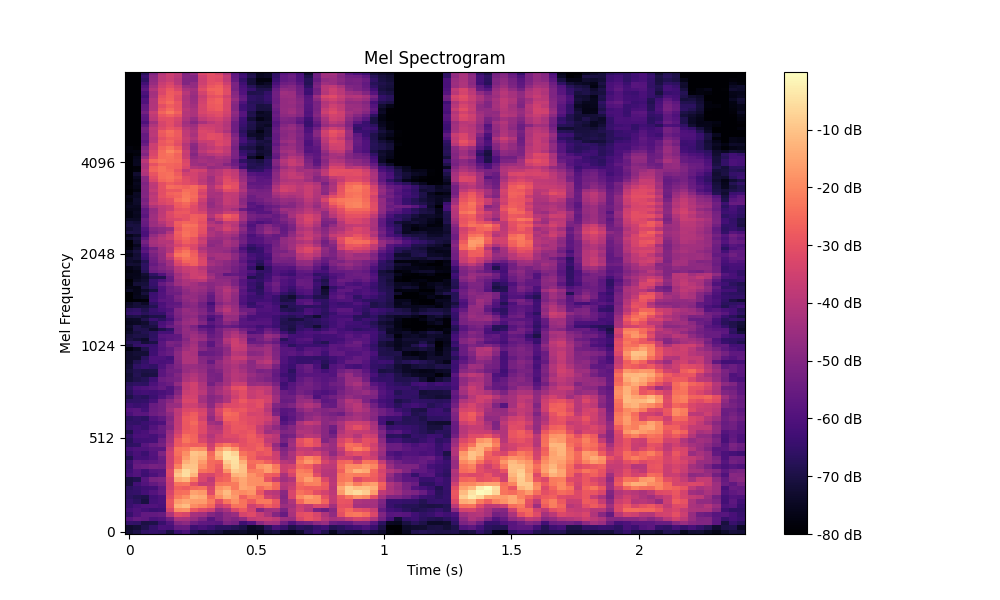 Mel Spectrogram
Mel Frequency
4096
2048
1024
512
0
0
0.5
1
1.5
2
Time (s)
-10 dB
-20 dB
-30 dB
-40 dB
-50 dB
-60 dB
-70 dB
-80 dB